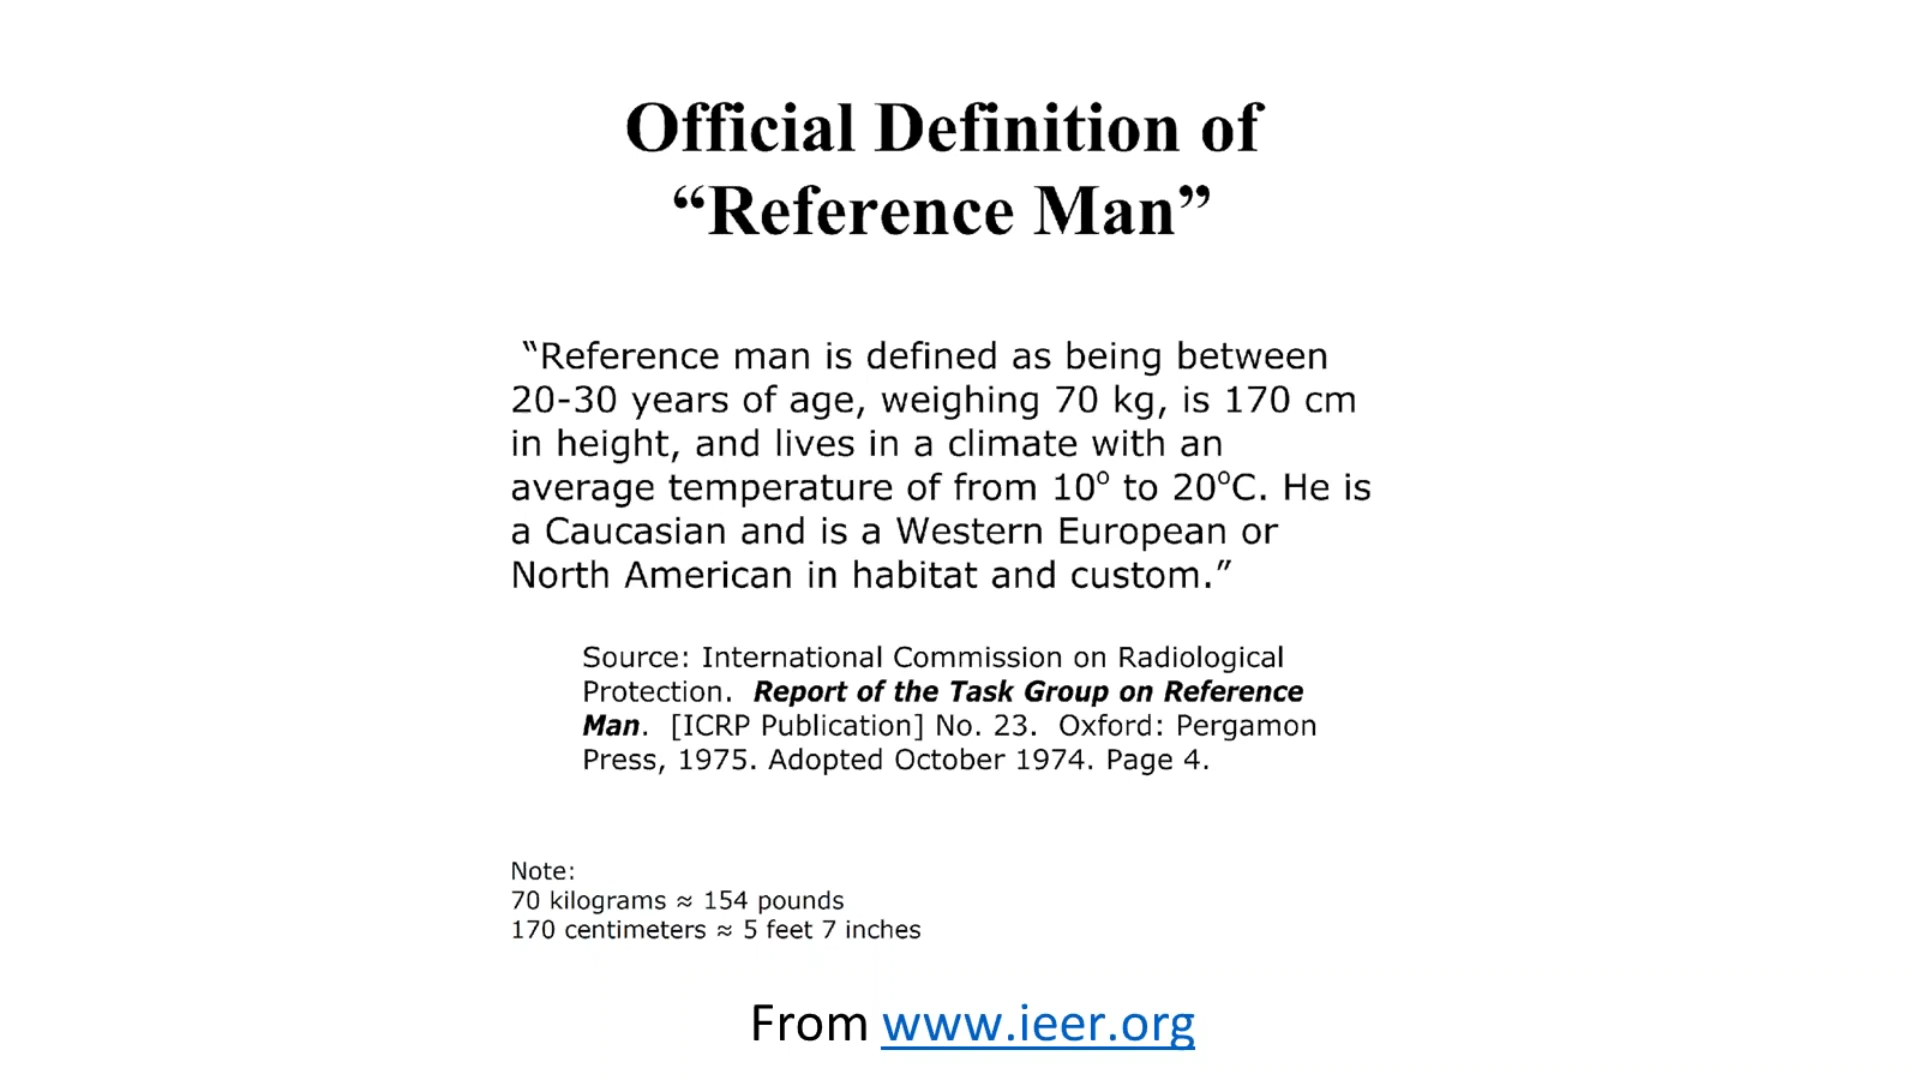 Official Definition of
“Reference Man”
“Reference man is defined as being between
20-30 years of age, weighing 70 kg, is 170 cm
in height, and lives in a climate with an
average temperature of from 10º to 20ºC. He is
a Caucasian and is a Western European or
North American in habitat and custom.”
Source: International Commission on Radiological
Protection. Report of the Task Group on Reference
Man. [ICRP Publication] No. 23. Oxford: Pergamon
Press, 1975. Adopted October 1974. Page 4.
Note:
70 kilograms ≈ 154 pounds
170 centimeters ≈ 5 feet 7 inches
From www.ieer.org